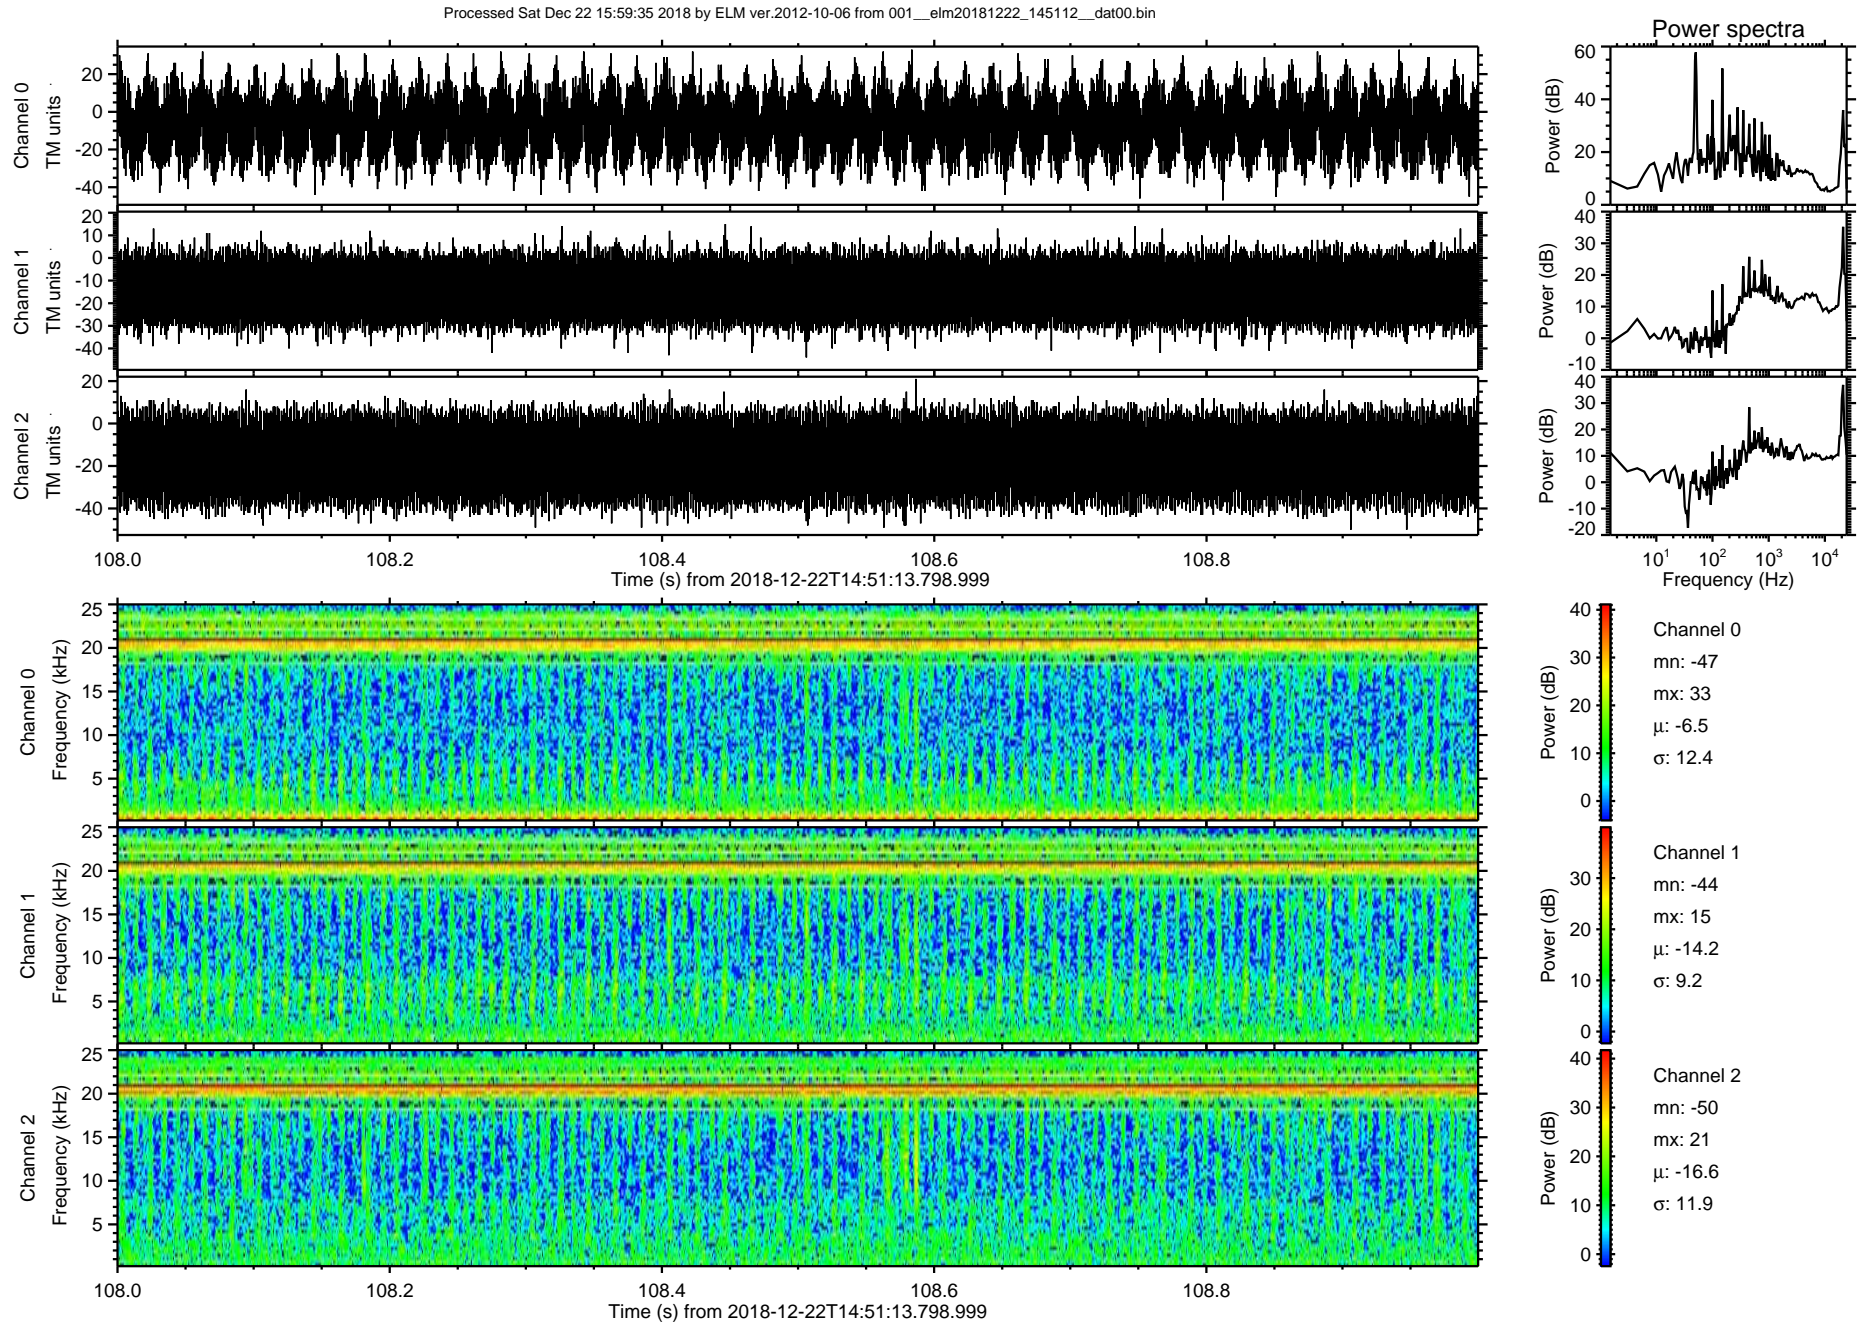 Processed Sat Dec 22 15:59:35 2018 by ELM ver.2012-10-06 from 001__elm20181222_145112__dat00.bin
Power spectra
Channel 0
TM units
20
0
-20
-40
Power (dB)
60
40
20
0
Channel 1
TM units
20
10
0
-10
-20
-30
-40
Power (dB)
40
30
20
10
0
-10
Channel 2
TM units
20
0
-20
-40
Power (dB)
40
30
20
10
0
-10
-20
108.0 108.2 108.4 108.6 108.8
Time (s) from 2018-12-22T14:51:13.798.999
10¹ 10² 10³ 10⁴
Frequency (Hz)
Channel 0
Frequency (kHz)
25
20
15
10
5
Power (dB)
40
30
20
10
0
Channel 0
mn: -47
mx: 33
μ: -6.5
σ: 12.4
Channel 1
Frequency (kHz)
25
20
15
10
5
Power (dB)
30
20
10
0
Channel 1
mn: -44
mx: 15
μ: -14.2
σ: 9.2
Channel 2
Frequency (kHz)
25
20
15
10
5
Power (dB)
40
30
20
10
0
Channel 2
mn: -50
mx: 21
μ: -16.6
σ: 11.9
108.0 108.2 108.4 108.6 108.8
Time (s) from 2018-12-22T14:51:13.798.999